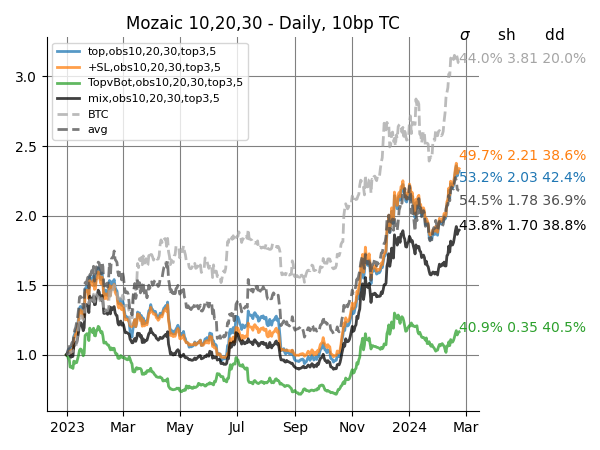 Mozaic 10,20,30 - Daily, 10bp TC
σ sh dd
top,obs10,20,30,top3,5
+SL,obs10,20,30,top3,5
TopvBot,obs10,20,30,top3,5
mix,obs10,20,30,top3,5
BTC
avg
44.0% 3.81 20.0%
49.7% 2.21 38.6%
53.2% 2.03 42.4%
54.5% 1.78 36.9%
43.8% 1.70 38.8%
40.9% 0.35 40.5%
3.0
2.5
2.0
1.5
1.0
2023 Mar May Jul Sep Nov 2024 Mar